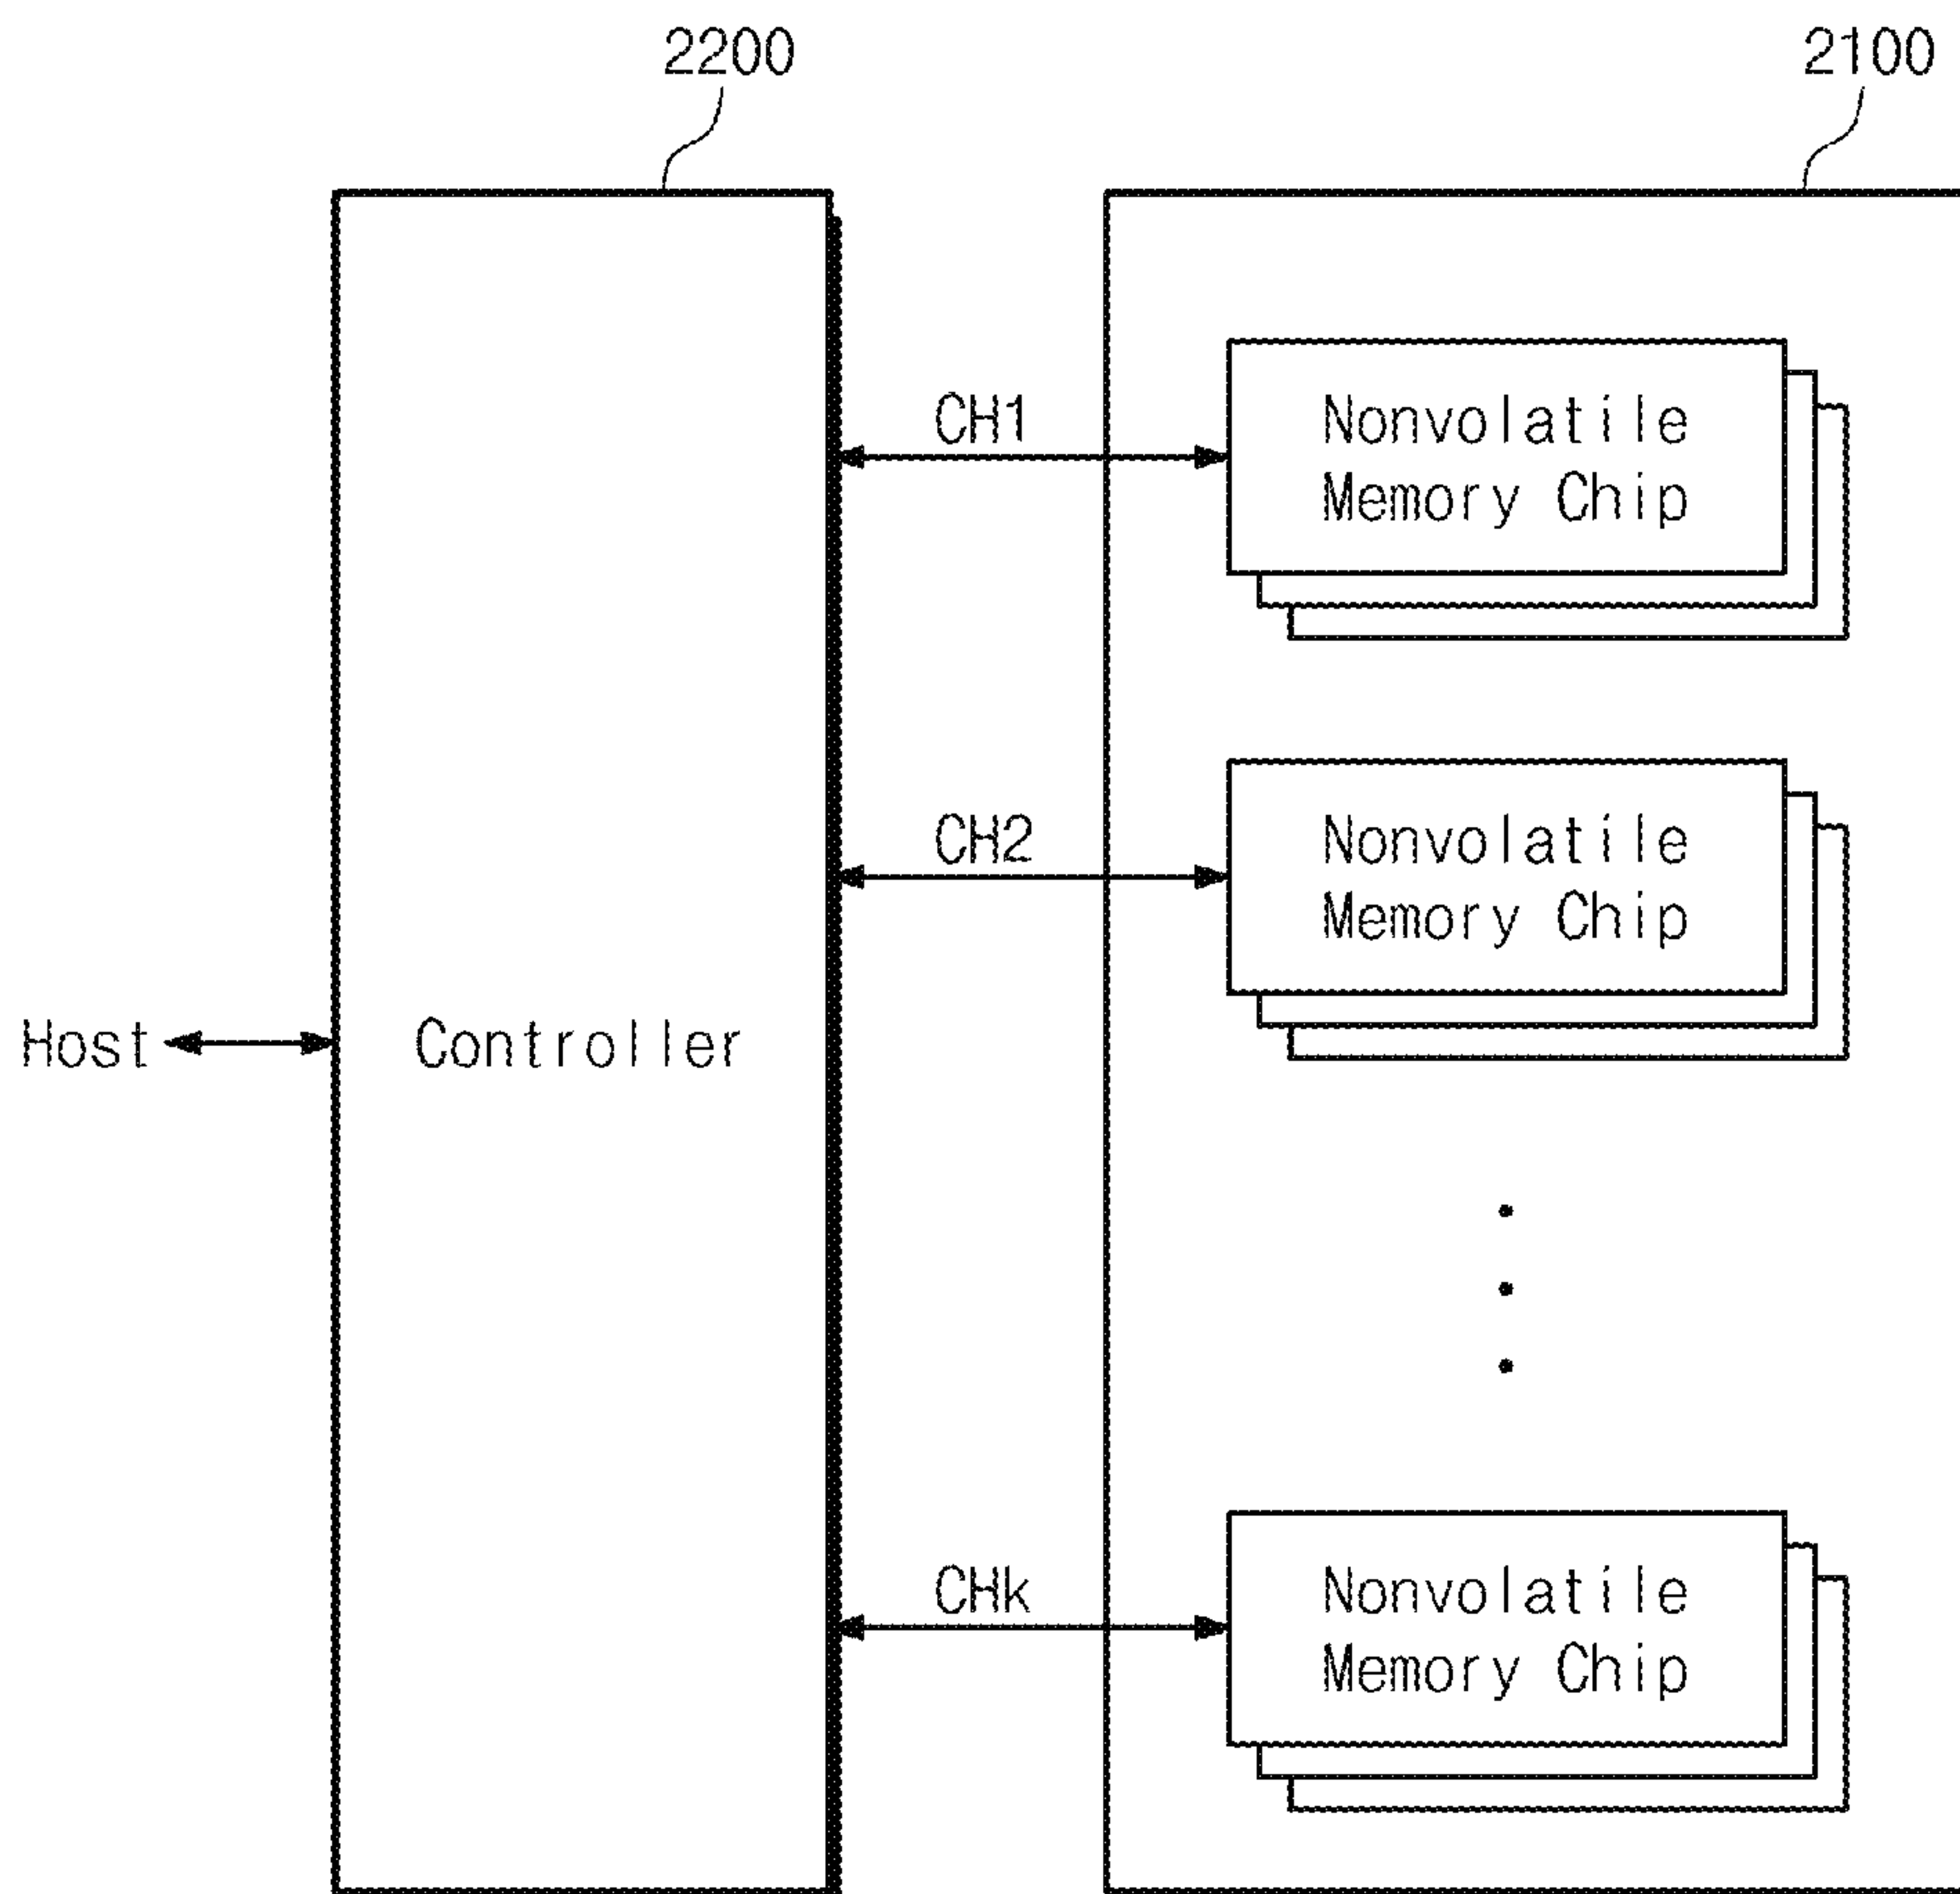 2200
2100
CH1
Nonvolatile
Memory Chip
CH2
Nonvolatile
Memory Chip
Host
Controller
CHk
Nonvolatile
Memory Chip